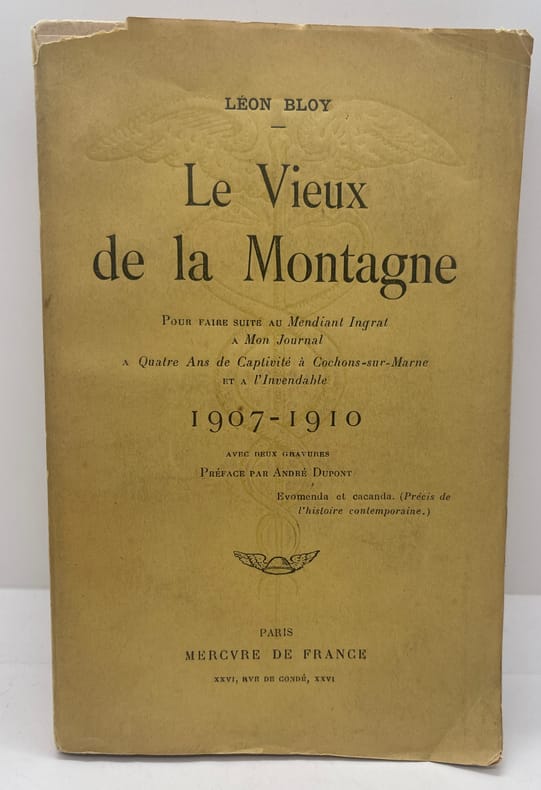 LÉON BLOY
Le Vieux
de la Montagne
POUR FAIRE SUITE AU Mendiant Ingrat
A Mon Journal
A Quatre Ans de Captivité à Cochons-sur-Marne
ET A l'Invendable
1907-1910
AVEC DEUX GRAVURES
PRÉFACE PAR ANDRÉ DUPONT
Evomenda et cacanda. (Précis de
l'histoire contemporaine.)
PARIS
MERCVRE DE FRANCE
XXVI, RVE DE CONDÉ, XXVI